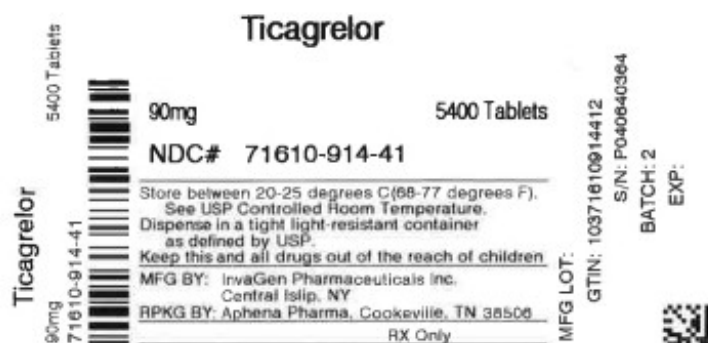 Ticagrelor
90mg 5400 Tablets
NDC# 71610-914-41
Store between 20-25 degrees C(68-77 degrees F).
See USP Controlled Room Temperature.
Dispense in a tight light-resistant container
as defined by USP.
Keep this and all drugs out of the reach of children
MFG BY: InvaGen Pharmaceuticals Inc.
Central Islip, NY
RPKG BY: Aphena Pharma, Cookeville, TN 38506
RX Only
Ticagrelor
90mg 5400 Tablets
71610-914-41
MFG LOT:
GTIN: 10371610914412
S/N: P040640364
BATCH: 2
EXP: